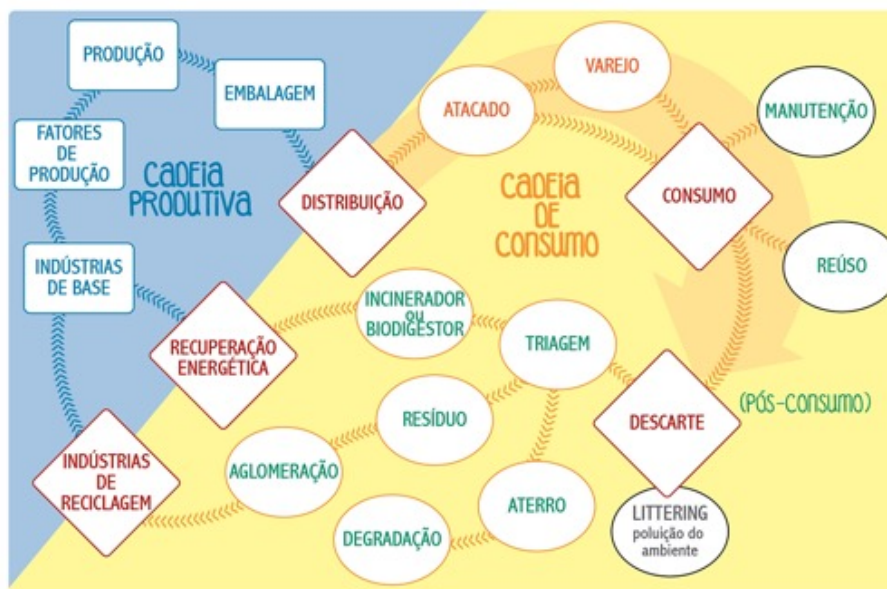 PRODUÇÃO
EMBALAGEM
FATORES
DE
PRODUÇÃO
CADEIA
PRODUTIVA
INDÚSTRIAS
DE BASE
DISTRIBUIÇÃO
ATACADO
VAREJO
CADEIA
DE
CONSUMO
CONSUMO
MANUTENÇÃO
REÚSO
RECUPERAÇÃO
ENERGÉTICA
INCINERADOR
OU
BIODIGESTOR
TRIAGEM
DESCARTE
(PÓS-CONSUMO)
RESÍDUO
AGLOMERAÇÃO
INDÚSTRIAS
DE
RECICLAGEM
ATERRO
DEGRADAÇÃO
LITTERING
poluição do
ambiente